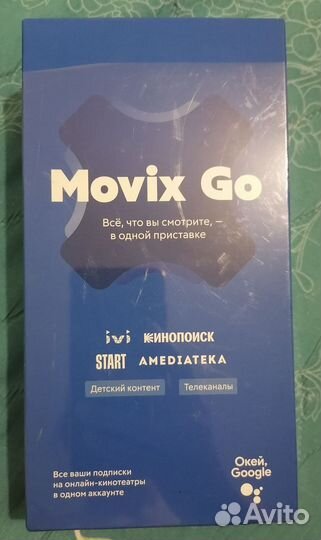 Movix Go
Всё, что вы смотрите, –
в одной приставке
ivi КИНОПОИСК
START AMEDIATEKA
Детский контент Телеканалы
Все ваши подписки
на онлайн-кинотеатры
в одном аккаунте
Окей,
Google
Avito